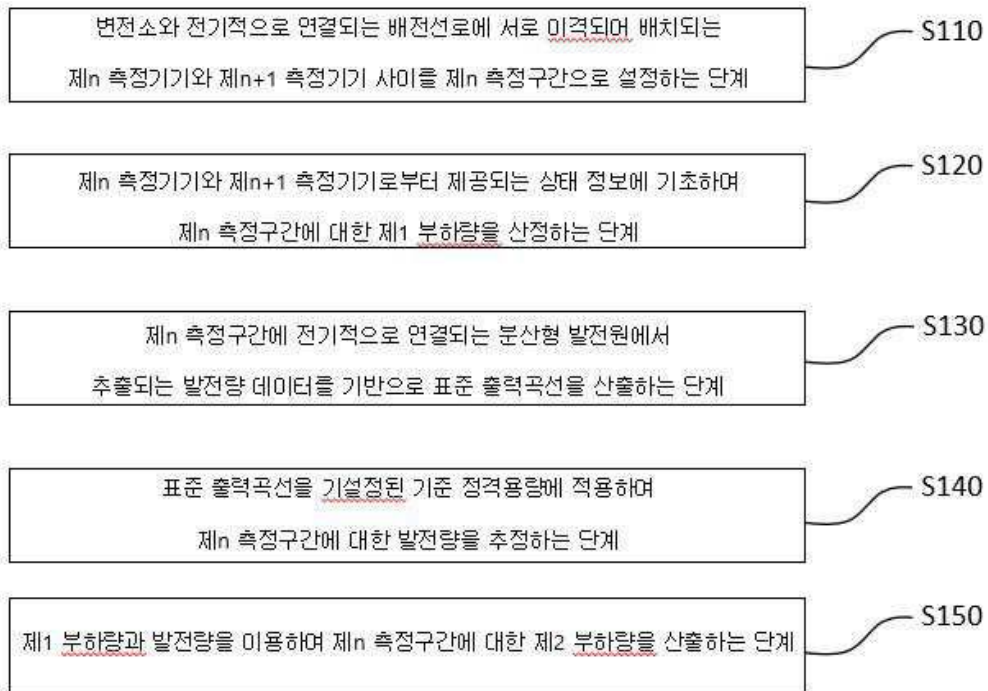 변전소와 전기적으로 연결되는 배전선로에 서로 이격되어 배치되는
제n 측정기기와 제n+1 측정기기 사이를 제n 측정구간으로 설정하는 단계
S110
제n 측정기기와 제n+1 측정기기로부터 제공되는 상태 정보에 기초하여
제n 측정구간에 대한 제1 부하량을 산정하는 단계
S120
제n 측정구간에 전기적으로 연결되는 분산형 발전원에서
추출되는 발전량 데이터를 기반으로 표준 출력곡선을 산출하는 단계
S130
표준 출력곡선을 기설정된 기준 정격용량에 적용하여
제n 측정구간에 대한 발전량을 추정하는 단계
S140
제1 부하량과 발전량을 이용하여 제n 측정구간에 대한 제2 부하량을 산출하는 단계
S150